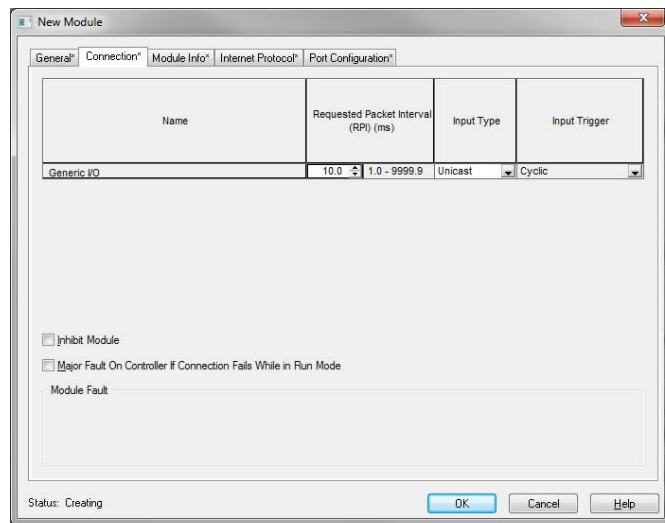 New Module
General* Connection* Module Info* Internet Protocol* Port Configuration*
Name Requested Packet Interval (RPI) (ms) Input Type Input Trigger
Generic I/O 10.0 1.0 - 9999.9 Unicast Cyclic
Inhibit Module
Major Fault On Controller If Connection Fails While in Run Mode
Module Fault
Status: Creating OK Cancel Help